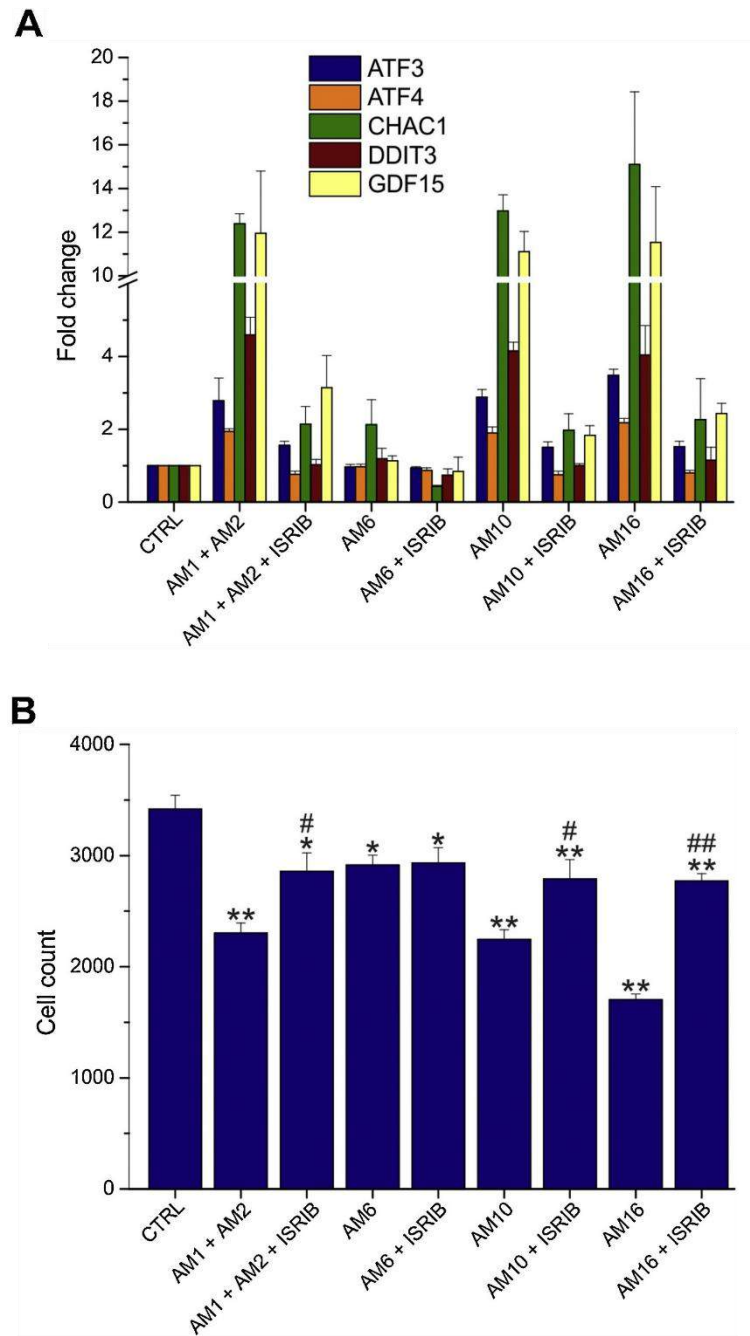 A
20
18
16
14
12
10
4
2
0
Fold change
ATF3
ATF4
CHAC1
DDIT3
GDF15
CTRL
AM1 + AM2
AM1 + AM2 + ISRIB
AM6
AM6 + ISRIB
AM10
AM10 + ISRIB
AM16
AM16 + ISRIB
B
4000
3000
2000
1000
0
Cell count
**
#
*
*
*
**
#
**
**
##
**
CTRL
AM1 + AM2
AM1 + AM2 + ISRIB
AM6
AM6 + ISRIB
AM10
AM10 + ISRIB
AM16
AM16 + ISRIB